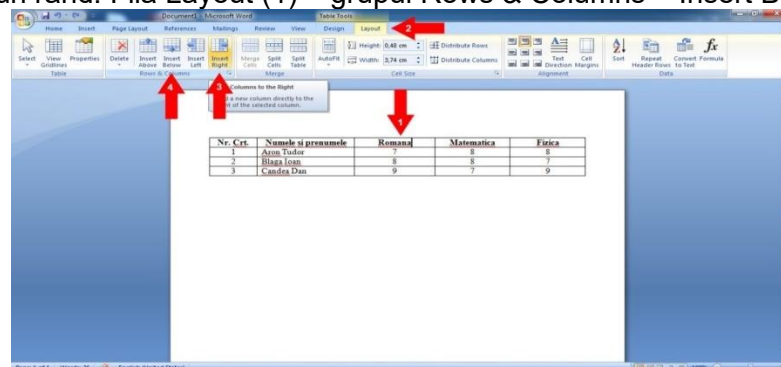 rand: Fila Layout (1) – grupul Rows & Columns – Insert
Document1 - Microsoft Word
Table Tools
Home Insert Page Layout References Mailings Review View Design Layout
2
Select
View Gridlines
Properties
Table
Delete
Insert Above
Insert Below
Insert Left
Insert Right
Rows & Columns
Merge Cells
Split Cells
Split Table
Merge
AutoFit
Height: 0,48 cm
Width: 3,74 cm
Distribute Rows
Distribute Columns
Cell Size
Text Direction
Cell Margins
Alignment
Sort
Repeat Header Rows
Convert to Text
Formula
Data
4
3
Columns to the Right
a new column directly to the
of the selected column.
1
Nr. Crt. Numele si prenumele Romana Matematica Fizica
1 Aron Tudor 7 8 8
2 Blaga Ioan 8 8 7
3 Candea Dan 9 7 9